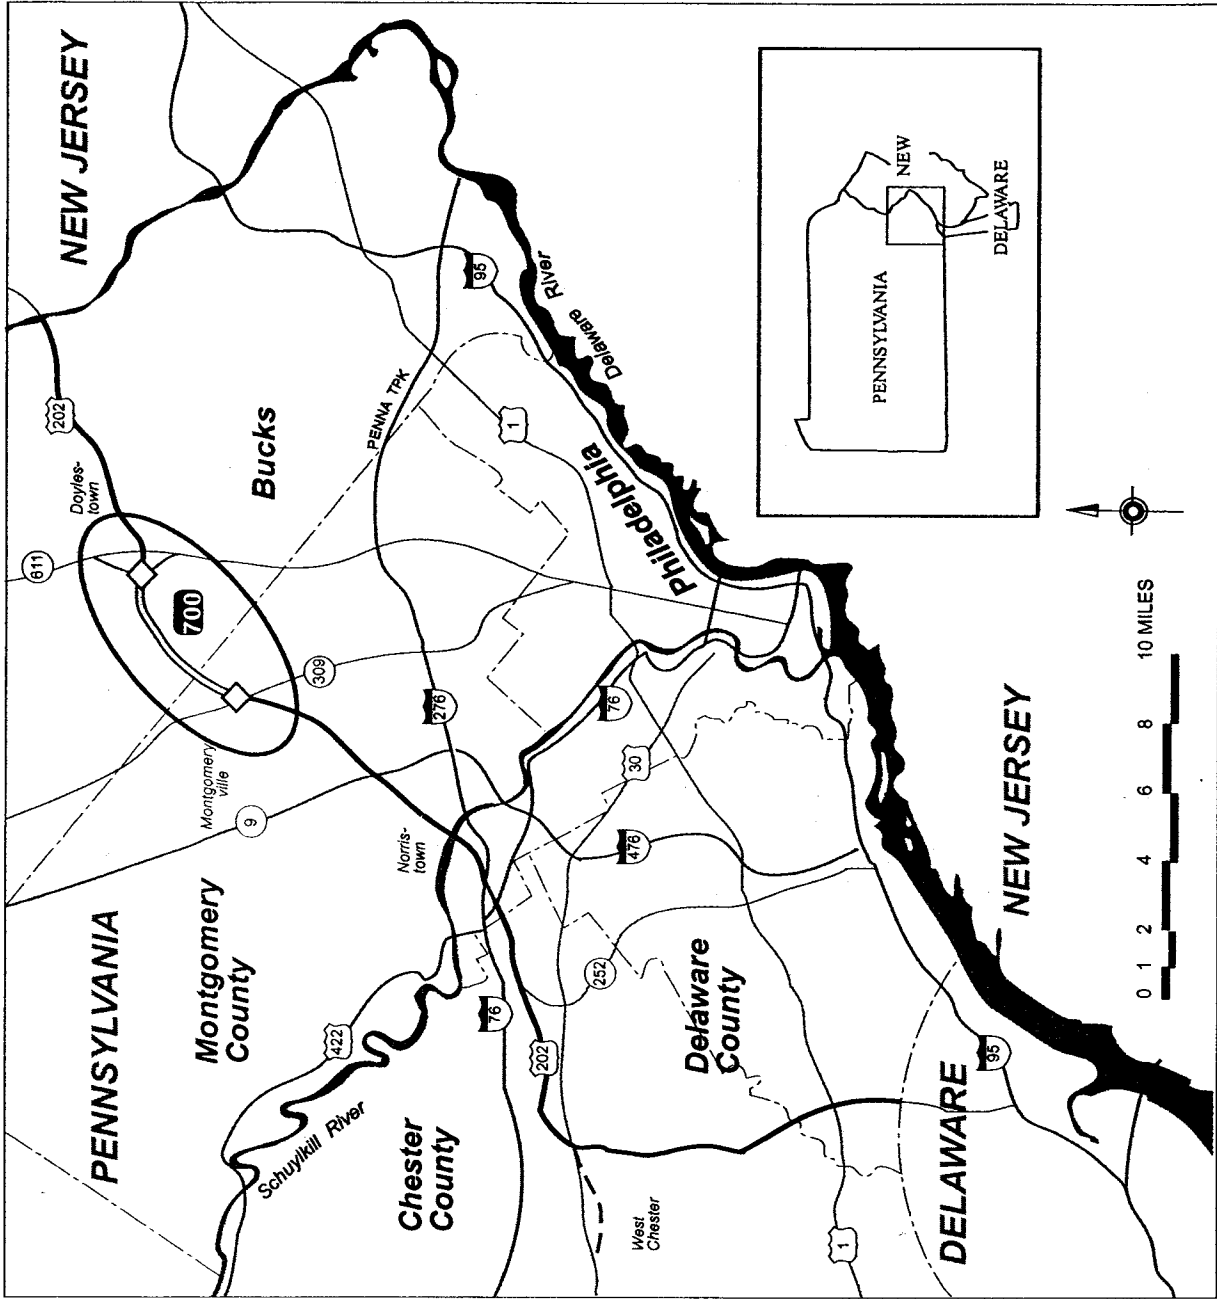 PENNSYLVANIA
NEW JERSEY
611
202
Doyles-
town
700
Montgomery
County
Montgomery
ville
309
9
Bucks
Schuylkill River
422
Norris-
town
276
PENNA TPK
Chester
County
76
202
95
West
Chester
252
476
30
76
1
Delaware River
Philadelphia
Delaware
County
1
DELAWARE
95
NEW JERSEY
0 1 2 4 6 8 10 MILES
PENNSYLVANIA
NEW
DELAWARE